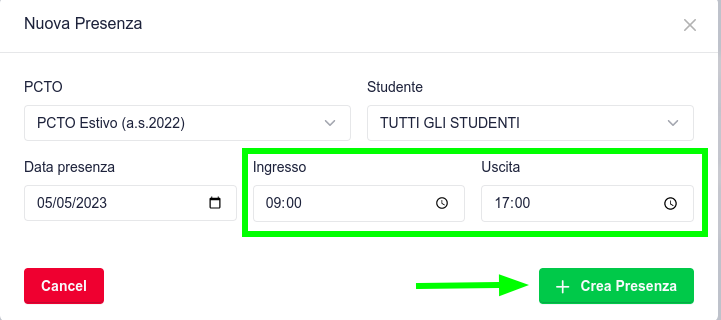 Nuova Presenza
PCTO Studente
PCTO Estivo (a.s.2022) TUTTI GLI STUDENTI
Data presenza Ingresso Uscita
05/05/2023 09:00 17:00
Cancel Crea Presenza